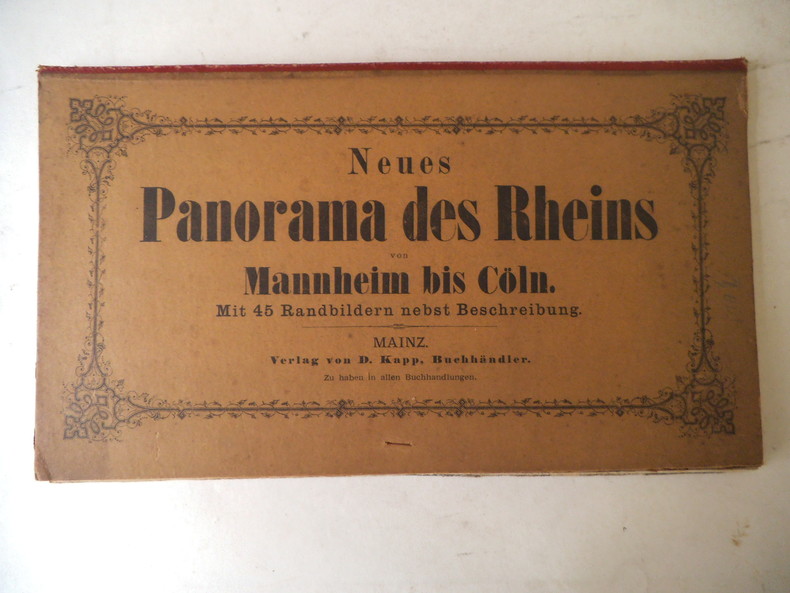 Neues
Panorama des Rheins
von
Mannheim bis Cöln.
Mit 45 Randbildern nebst Beschreibung.
MAINZ.
Verlag von D. Kapp, Buchhändler.
Zu haben in allen Buchhandlungen.